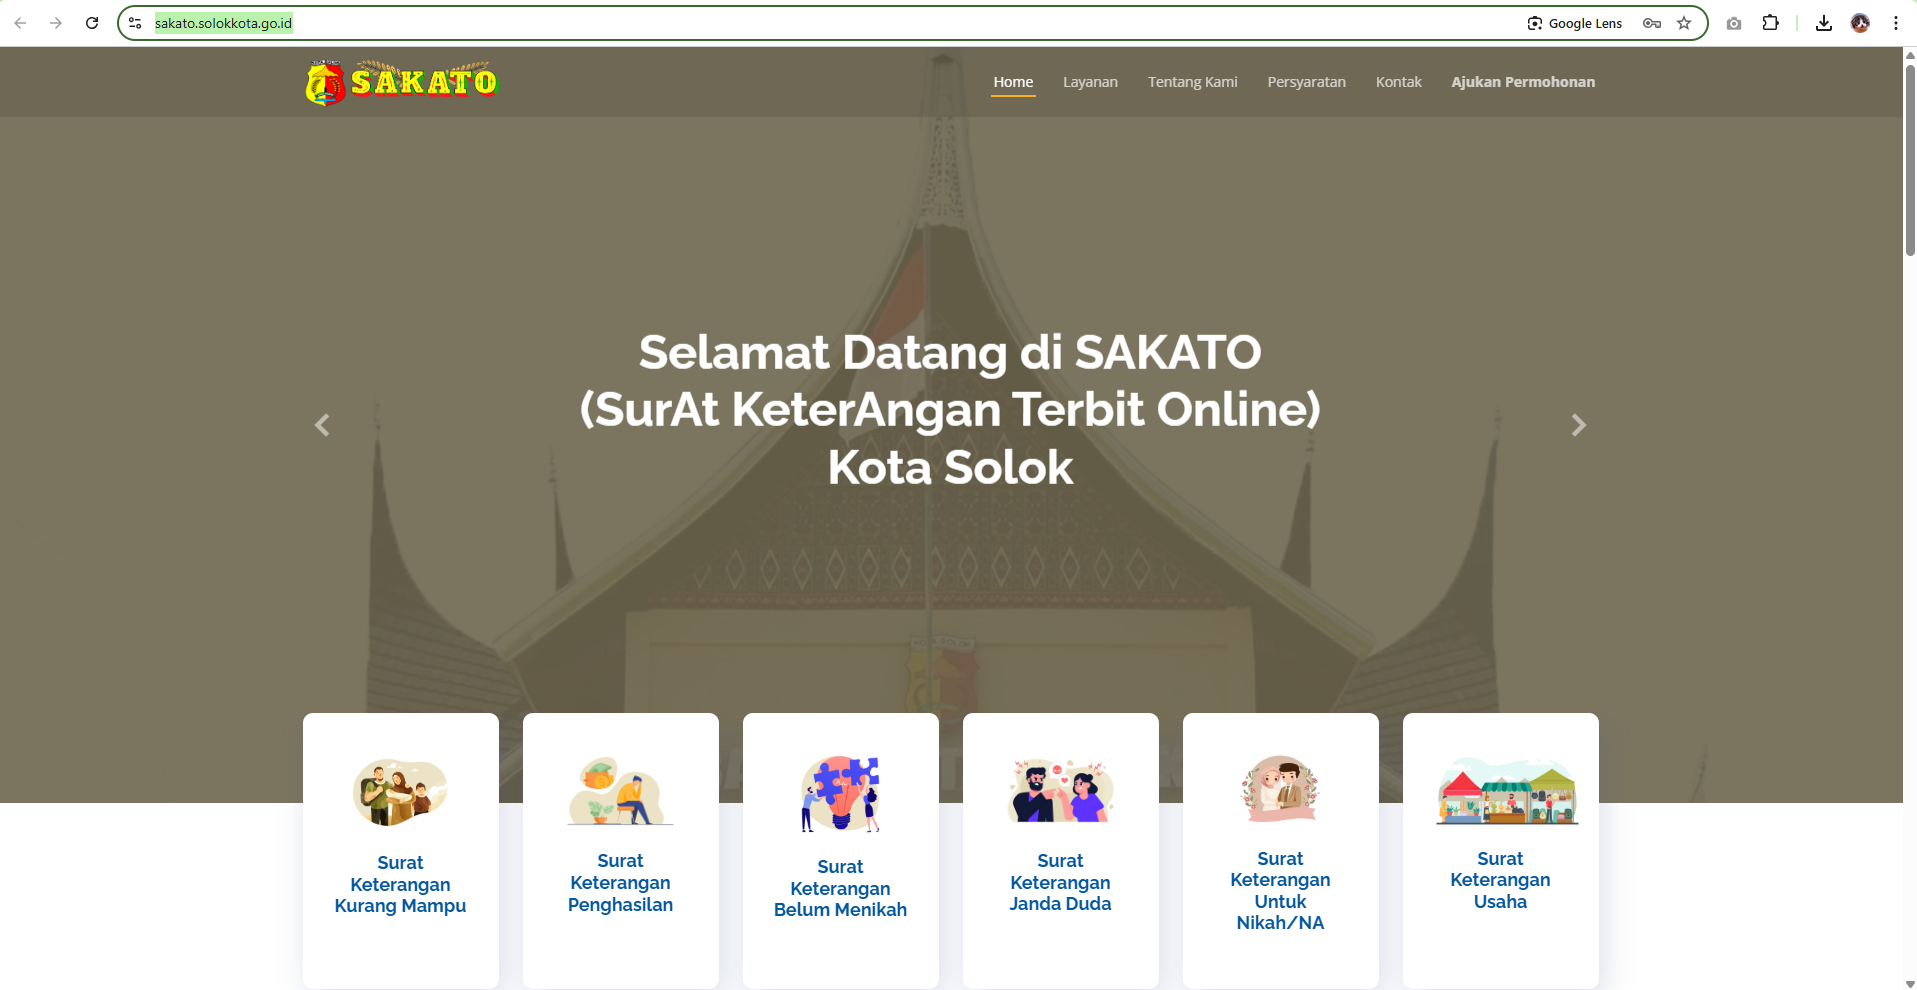 sakato.solokkota.go.id
Google Lens
SAKATO
Home
Layanan
Tentang Kami
Persyaratan
Kontak
Ajukan Permohonan
Selamat Datang di SAKATO
(SurAt KeterAngan Terbit Online)
Kota Solok
Surat
Keterangan
Kurang Mampu
Surat
Keterangan
Penghasilan
Surat
Keterangan
Belum Menikah
Surat
Keterangan
Janda Duda
Surat
Keterangan
Untuk
Nikah/NA
Surat
Keterangan
Usaha